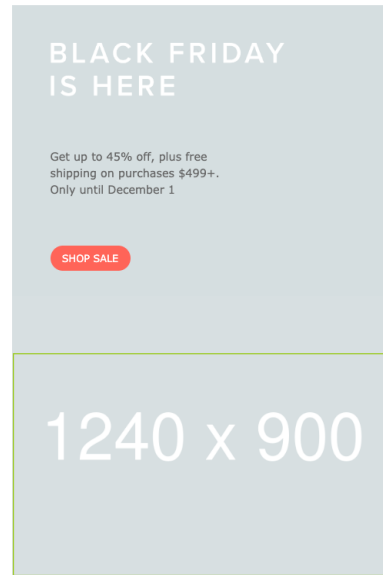 BLACK FRIDAY
IS HERE
Get up to 45% off, plus free
shipping on purchases $499+.
Only until December 1
SHOP SALE
1240 x 900